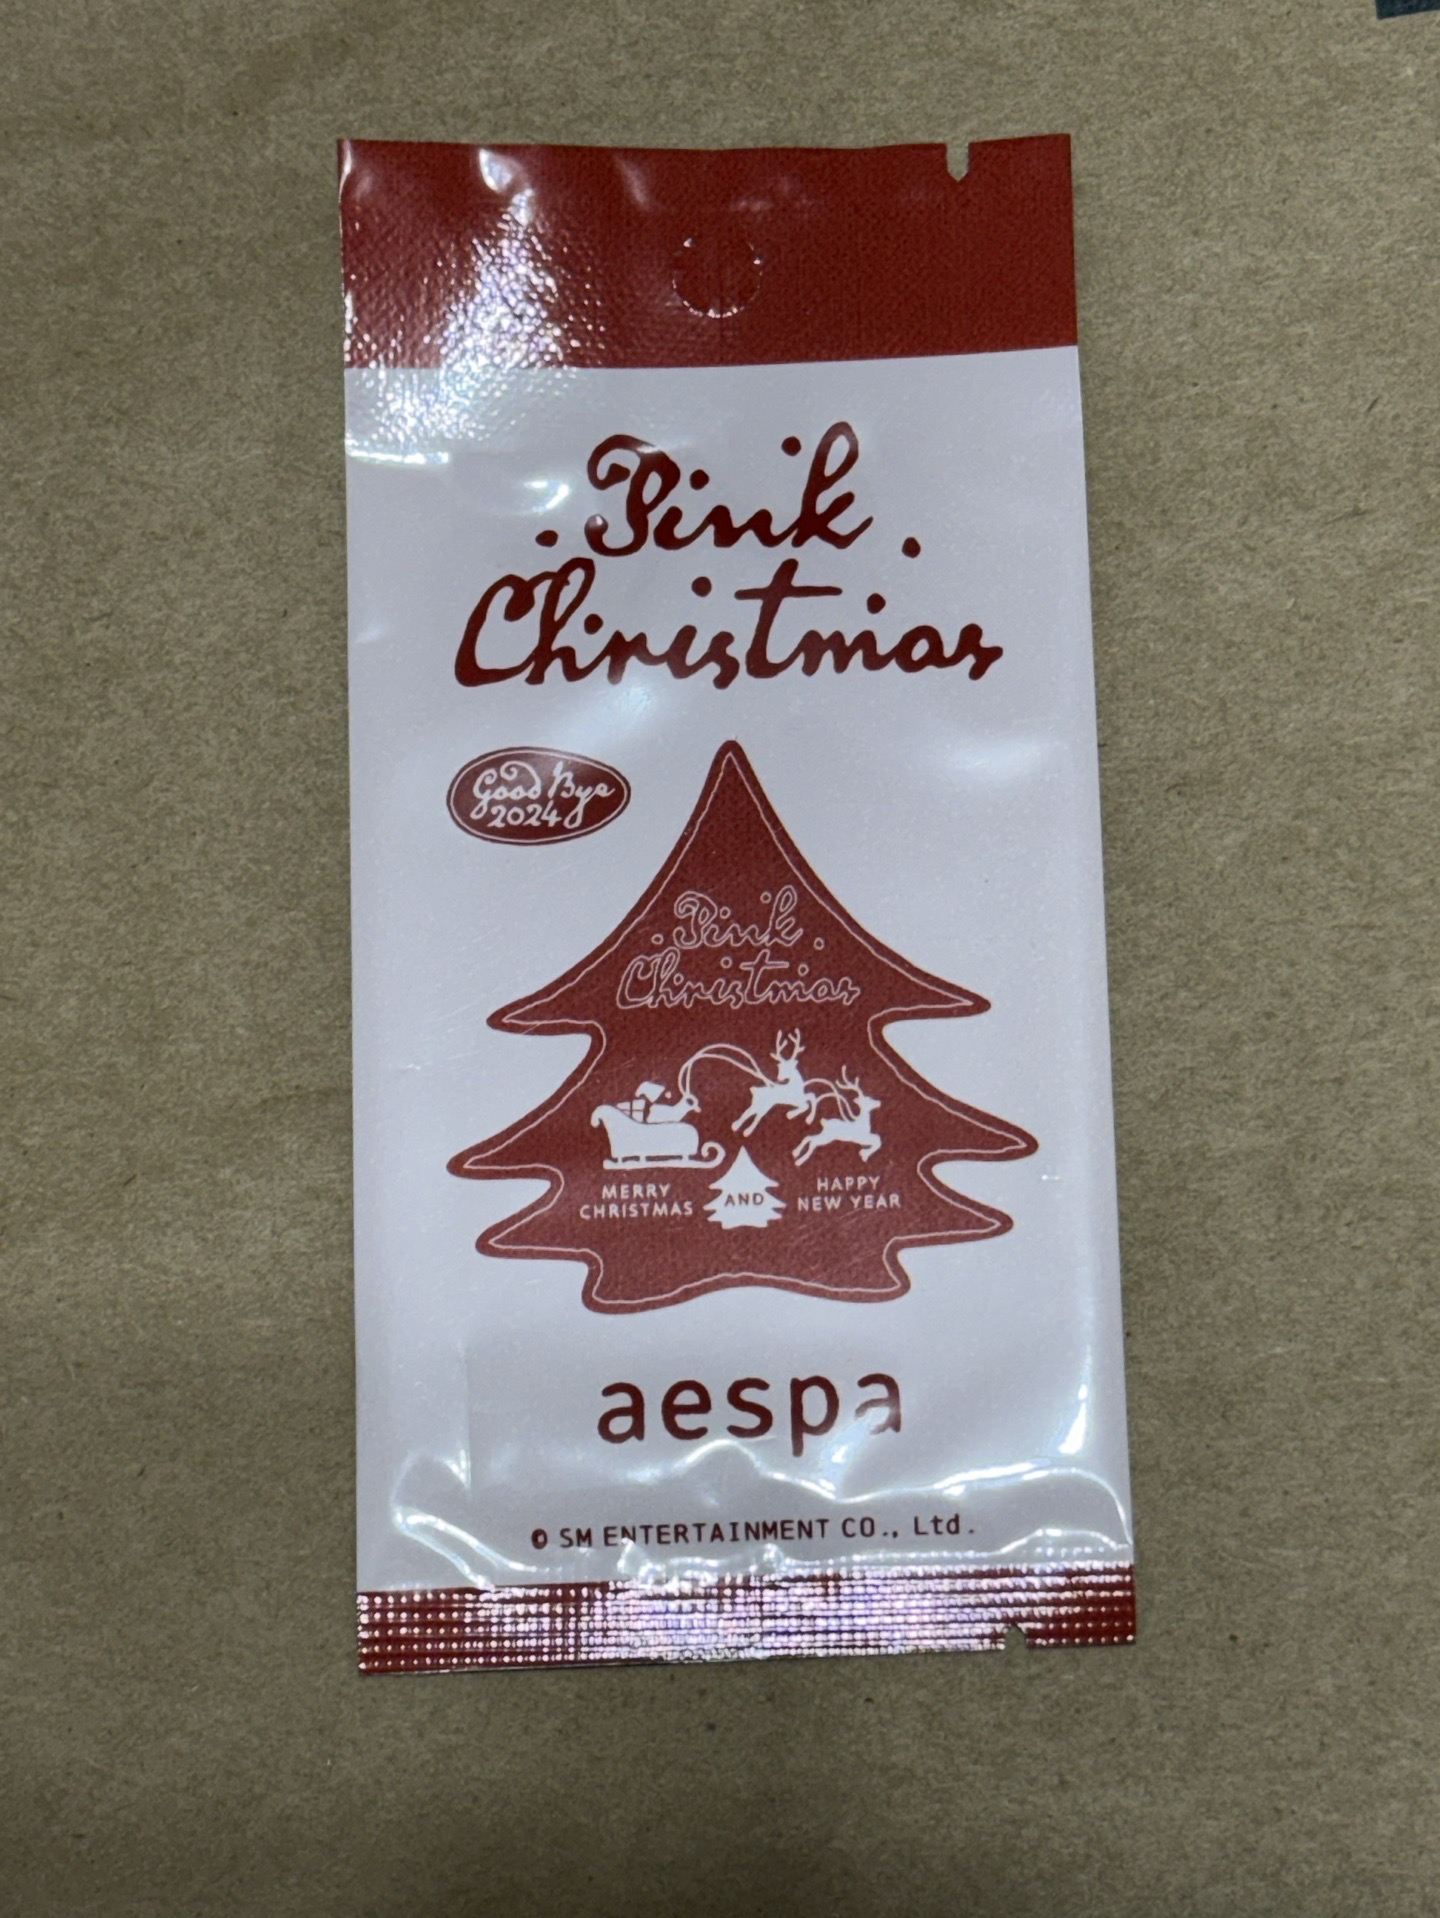 Pink
Christmas
Good Bye
2024
Pink
Christmas
MERRY
CHRISTMAS
AND
HAPPY
NEW YEAR
aespa
© SM ENTERTAINMENT CO., Ltd.